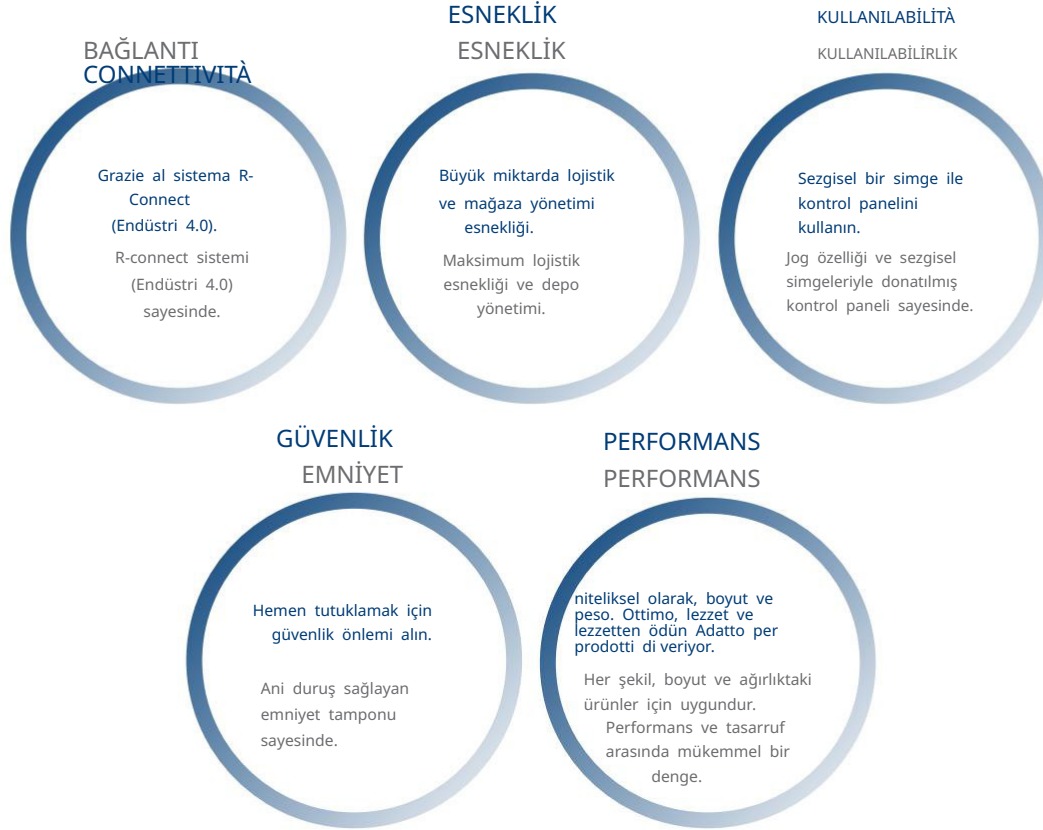 BAĞLANTI
CONNETTIVITÀ
Grazie al sistema R-
Connect
(Endüstri 4.0).
R-connect sistemi
(Endüstri 4.0)
sayesinde.
ESNEKLİK
ESNEKLİK
Büyük miktarda lojistik
ve mağaza yönetimi
esnekliği.
Maksimum lojistik
esnekliği ve depo
yönetimi.
KULLANILABİLİTÀ
KULLANILABİLİRLİK
Sezgisel bir simge ile
kontrol panelini
kullanın.
Jog özelliği ve sezgisel
simgeleriyle donatılmış
kontrol paneli sayesinde.
GÜVENLİK
EMNİYET
Hemen tutuklamak için
güvenlik önlemi alın.
Ani duruş sağlayan
emniyet tamponu
sayesinde.
PERFORMANS
PERFORMANS
niteliksel olarak, boyut ve
peso. Ottimo, lezzet ve
lezzetten ödün Adatto per
prodotti di veriyor.
Her şekil, boyut ve ağırlıktaki
ürünler için uygundur.
Performans ve tasarruf
arasında mükemmel bir
denge.